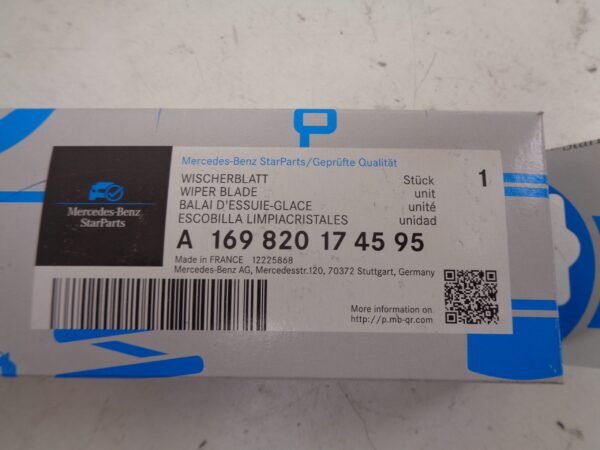 Mercedes-Benz StarParts/Geprüfte Qualität
WISCHERBLATT Stück 1
WIPER BLADE unit
BALAI D'ESSUIE-GLACE unité
ESCOBILLA LIMPIACRISTALES unidad
Mercedes-Benz
StarParts
A 169 820 17 45 95
Made in FRANCE 12225868
Mercedes-Benz AG, Mercedesstr.120, 70372 Stuttgart, Germany
More information on
http://p.mb-qr.com